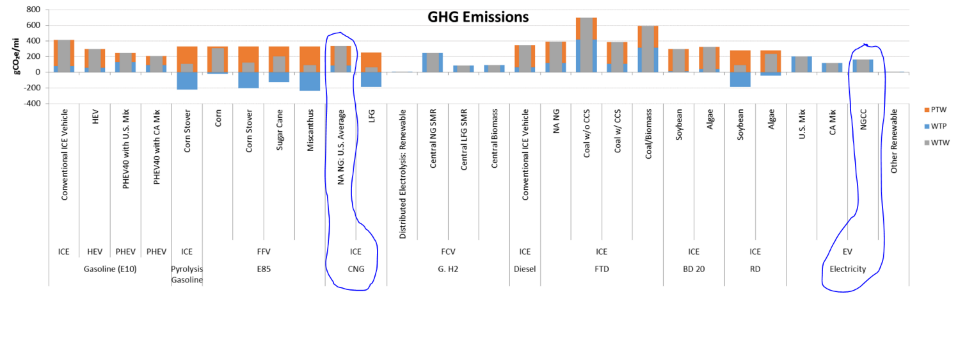 GHG Emissions
gCO₂e/mi
800
600
400
200
0
-200
-400
Conventional ICE Vehicle
HEV
PHEV40 with U.S. Mix
PHEV40 with CA Mix
Corn Stover
Corn
Corn Stover
Sugar Cane
Miscanthus
NA NG: U.S. Average
LFG
Distributed Electrolysis: Renewable
Central NG SMR
Central LFG SMR
Central Biomass
Conventional ICE Vehicle
NA NG
Coal w/o CCS
Coal w/ CCS
Coal/Biomass
Soybean
Algae
Soybean
Algae
U.S. Mix
CA Mix
NGCC
Other Renewable
ICE HEV PHEV PHEV ICE FFV ICE FCV ICE ICE ICE ICE EV
Gasoline (E10) Pyrolysis Gasoline E85 CNG G. H2 Diesel FTD BD 20 RD Electricity
PTW
WTP
WTW